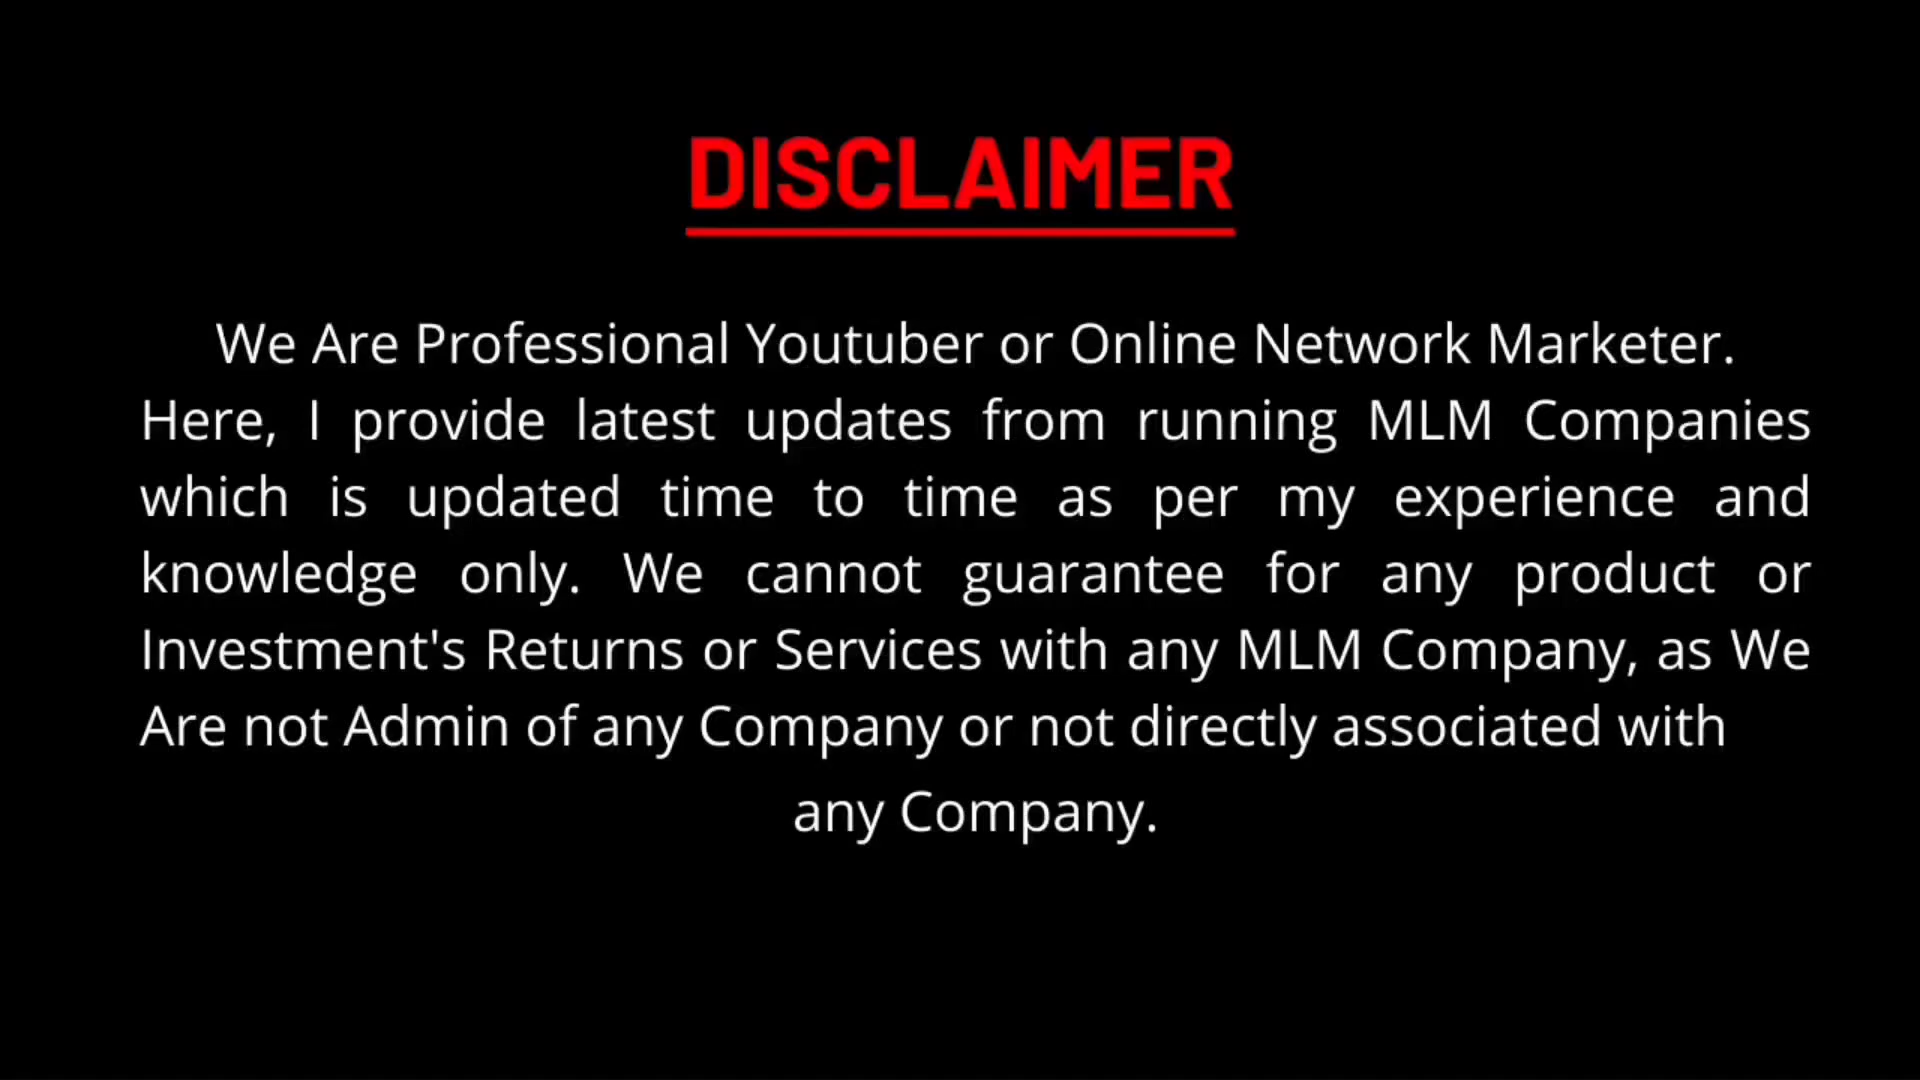 DISCLAIMER
We Are Professional Youtuber or Online Network Marketer.
Here, I provide latest updates from running MLM Companies
which is updated time to time as per my experience and
knowledge only. We cannot guarantee for any product or
Investment's Returns or Services with any MLM Company, as We
Are not Admin of any Company or not directly associated with
any Company.